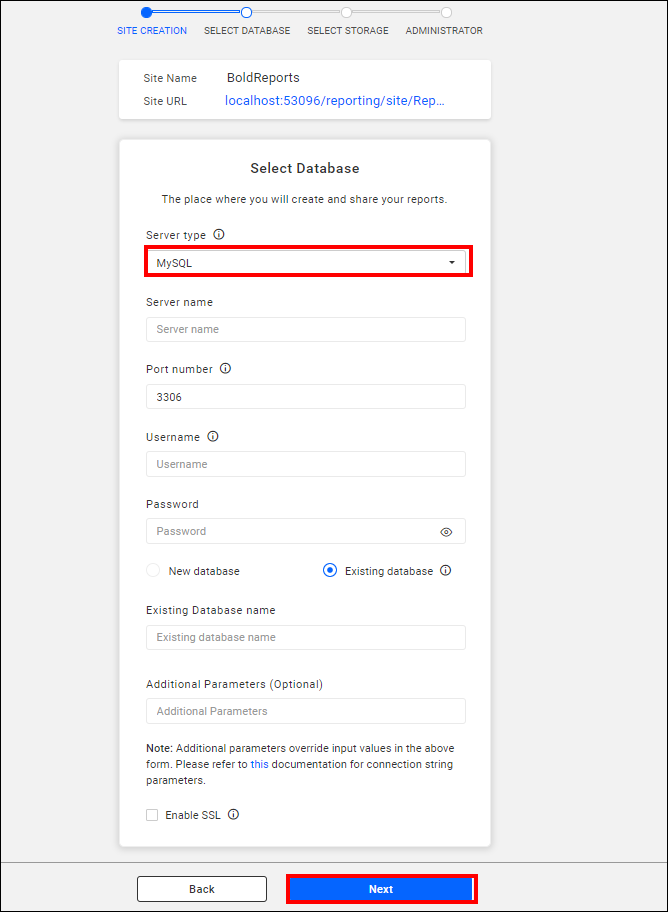 SITE CREATION SELECT DATABASE SELECT STORAGE ADMINISTRATOR
Site Name BoldReports
Site URL localhost:53096/reporting/site/Rep...
Select Database
The place where you will create and share your reports.
Server type
MySQL
Server name
Server name
Port number
3306
Username
Username
Password
Password
New database Existing database
Existing Database name
Existing database name
Additional Parameters (Optional)
Additional Parameters
Note: Additional parameters override input values in the above
form. Please refer to this documentation for connection string
parameters.
Enable SSL
Back Next